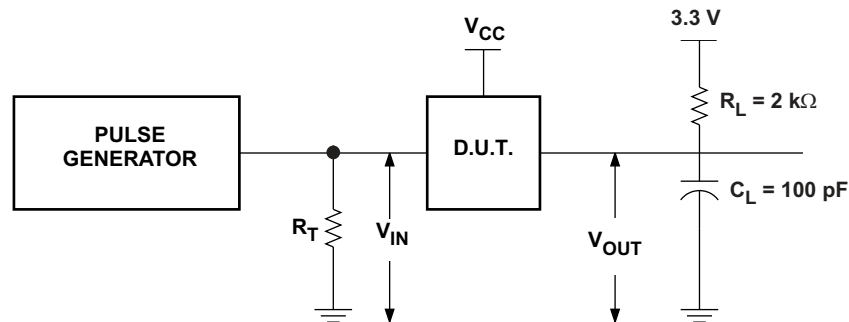 V_CC
3.3 V
R_L = 2 kΩ
PULSE
GENERATOR
D.U.T.
C_L = 100 pF
R_T
V_IN
V_OUT